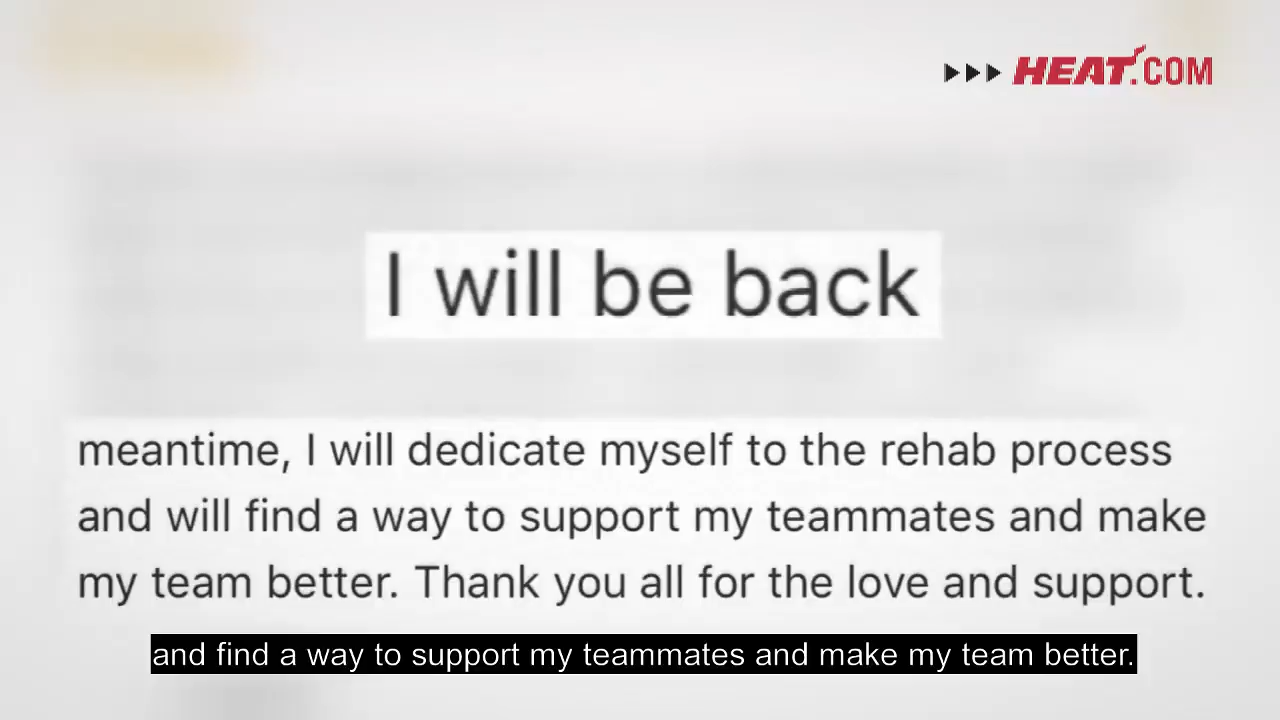 HEAT.COM
I will be back
meantime, I will dedicate myself to the rehab process
and will find a way to support my teammates and make
my team better. Thank you all for the love and support.
and find a way to support my teammates and make my team better.